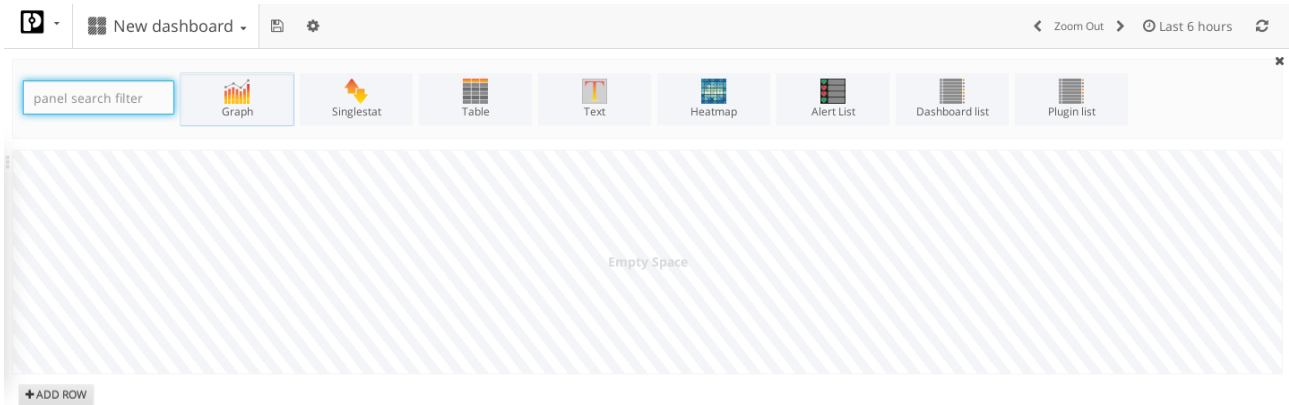 New dashboard
Zoom Out
Last 6 hours
panel search filter
Graph
Singlestat
Table
Text
Heatmap
Alert List
Dashboard list
Plugin list
Empty Space
+ADD ROW